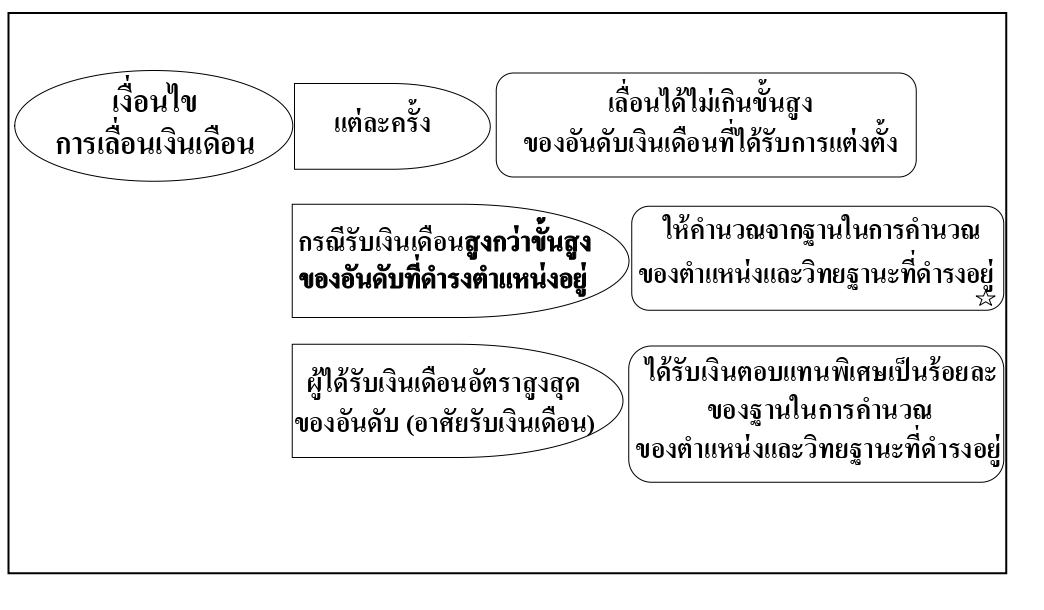 เงื่อนไข
การเลื่อนเงินเดือน
แต่ละครั้ง
เลื่อนได้ไม่เกินขั้นสูง
ของอันดับเงินเดือนที่ได้รับการแต่งตั้ง
กรณีรับเงินเดือนสูงกว่าขั้นสูง
ของอันดับที่ดำรงตำแหน่งอยู่
ให้คำนวณจากฐานในการคำนวณ
ของตำแหน่งและวิทยฐานะที่ดำรงอยู่
ผู้ได้รับเงินเดือนอัตราสูงสุด
ของอันดับ (อาศัยรับเงินเดือน)
ได้รับเงินตอบแทนพิเศษเป็นร้อยละ
ของฐานในการคำนวณ
ของตำแหน่งและวิทยฐานะที่ดำรงอยู่